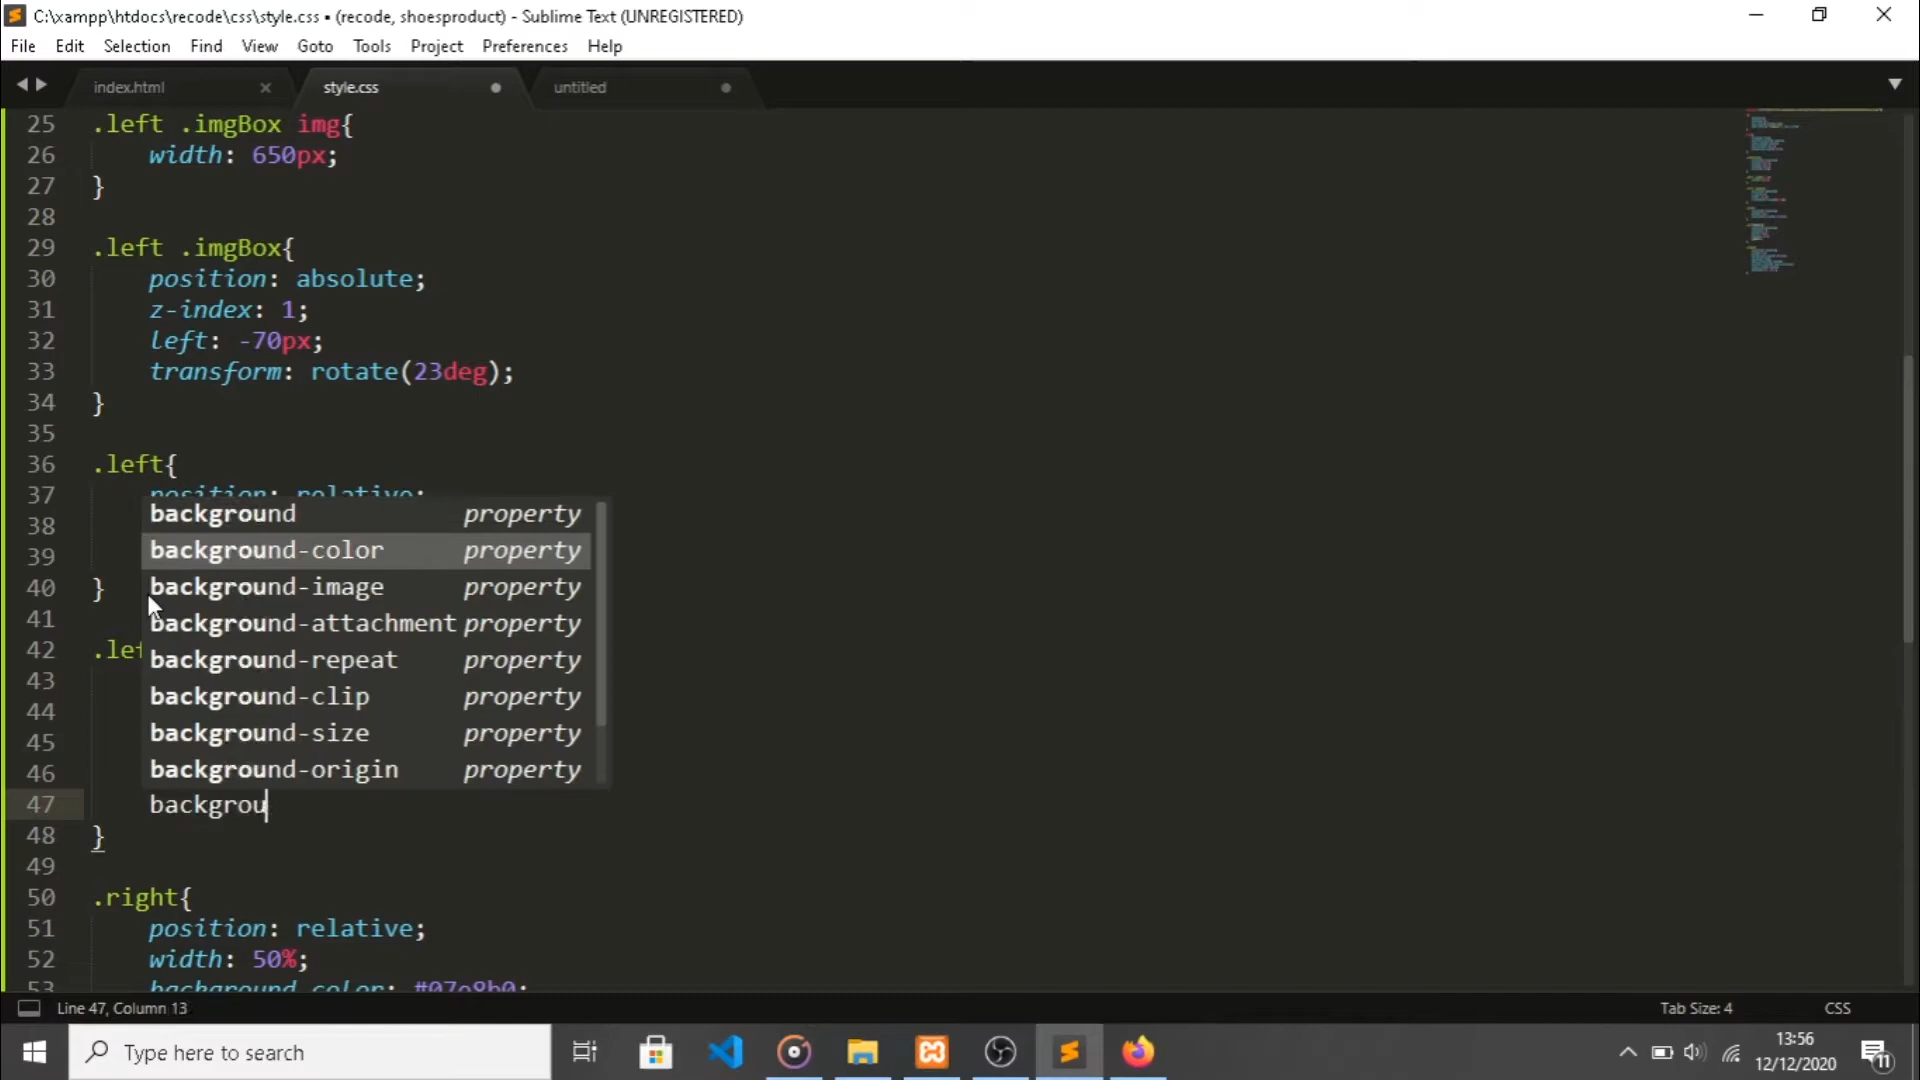 C:\xampp\htdocs\recode\css\style.css • (recode, shoesproduct) - Sublime Text (UNREGISTERED)
File Edit Selection Find View Goto Tools Project Preferences Help
index.html style.css untitled
25 .left .imgBox img{
26 width: 650px;
27 }
28
29 .left .imgBox{
30 position: absolute;
31 z-index: 1;
32 left: -70px;
33 transform: rotate(23deg);
34 }
35
36 .left{
37 position: relative;
background property
38
background-color property
39
40 } background-image property
41
background-attachment property
42 .lef
background-repeat property
43
background-clip property
44
background-size property
45
background-origin property
46
47 backgrou
48 }
49
50 .right{
51 position: relative;
52 width: 50%;
53 background-color: #07e8b0;
Line 47, Column 13 Tab Size: 4 CSS
Type here to search
13:56
12/12/2020
11